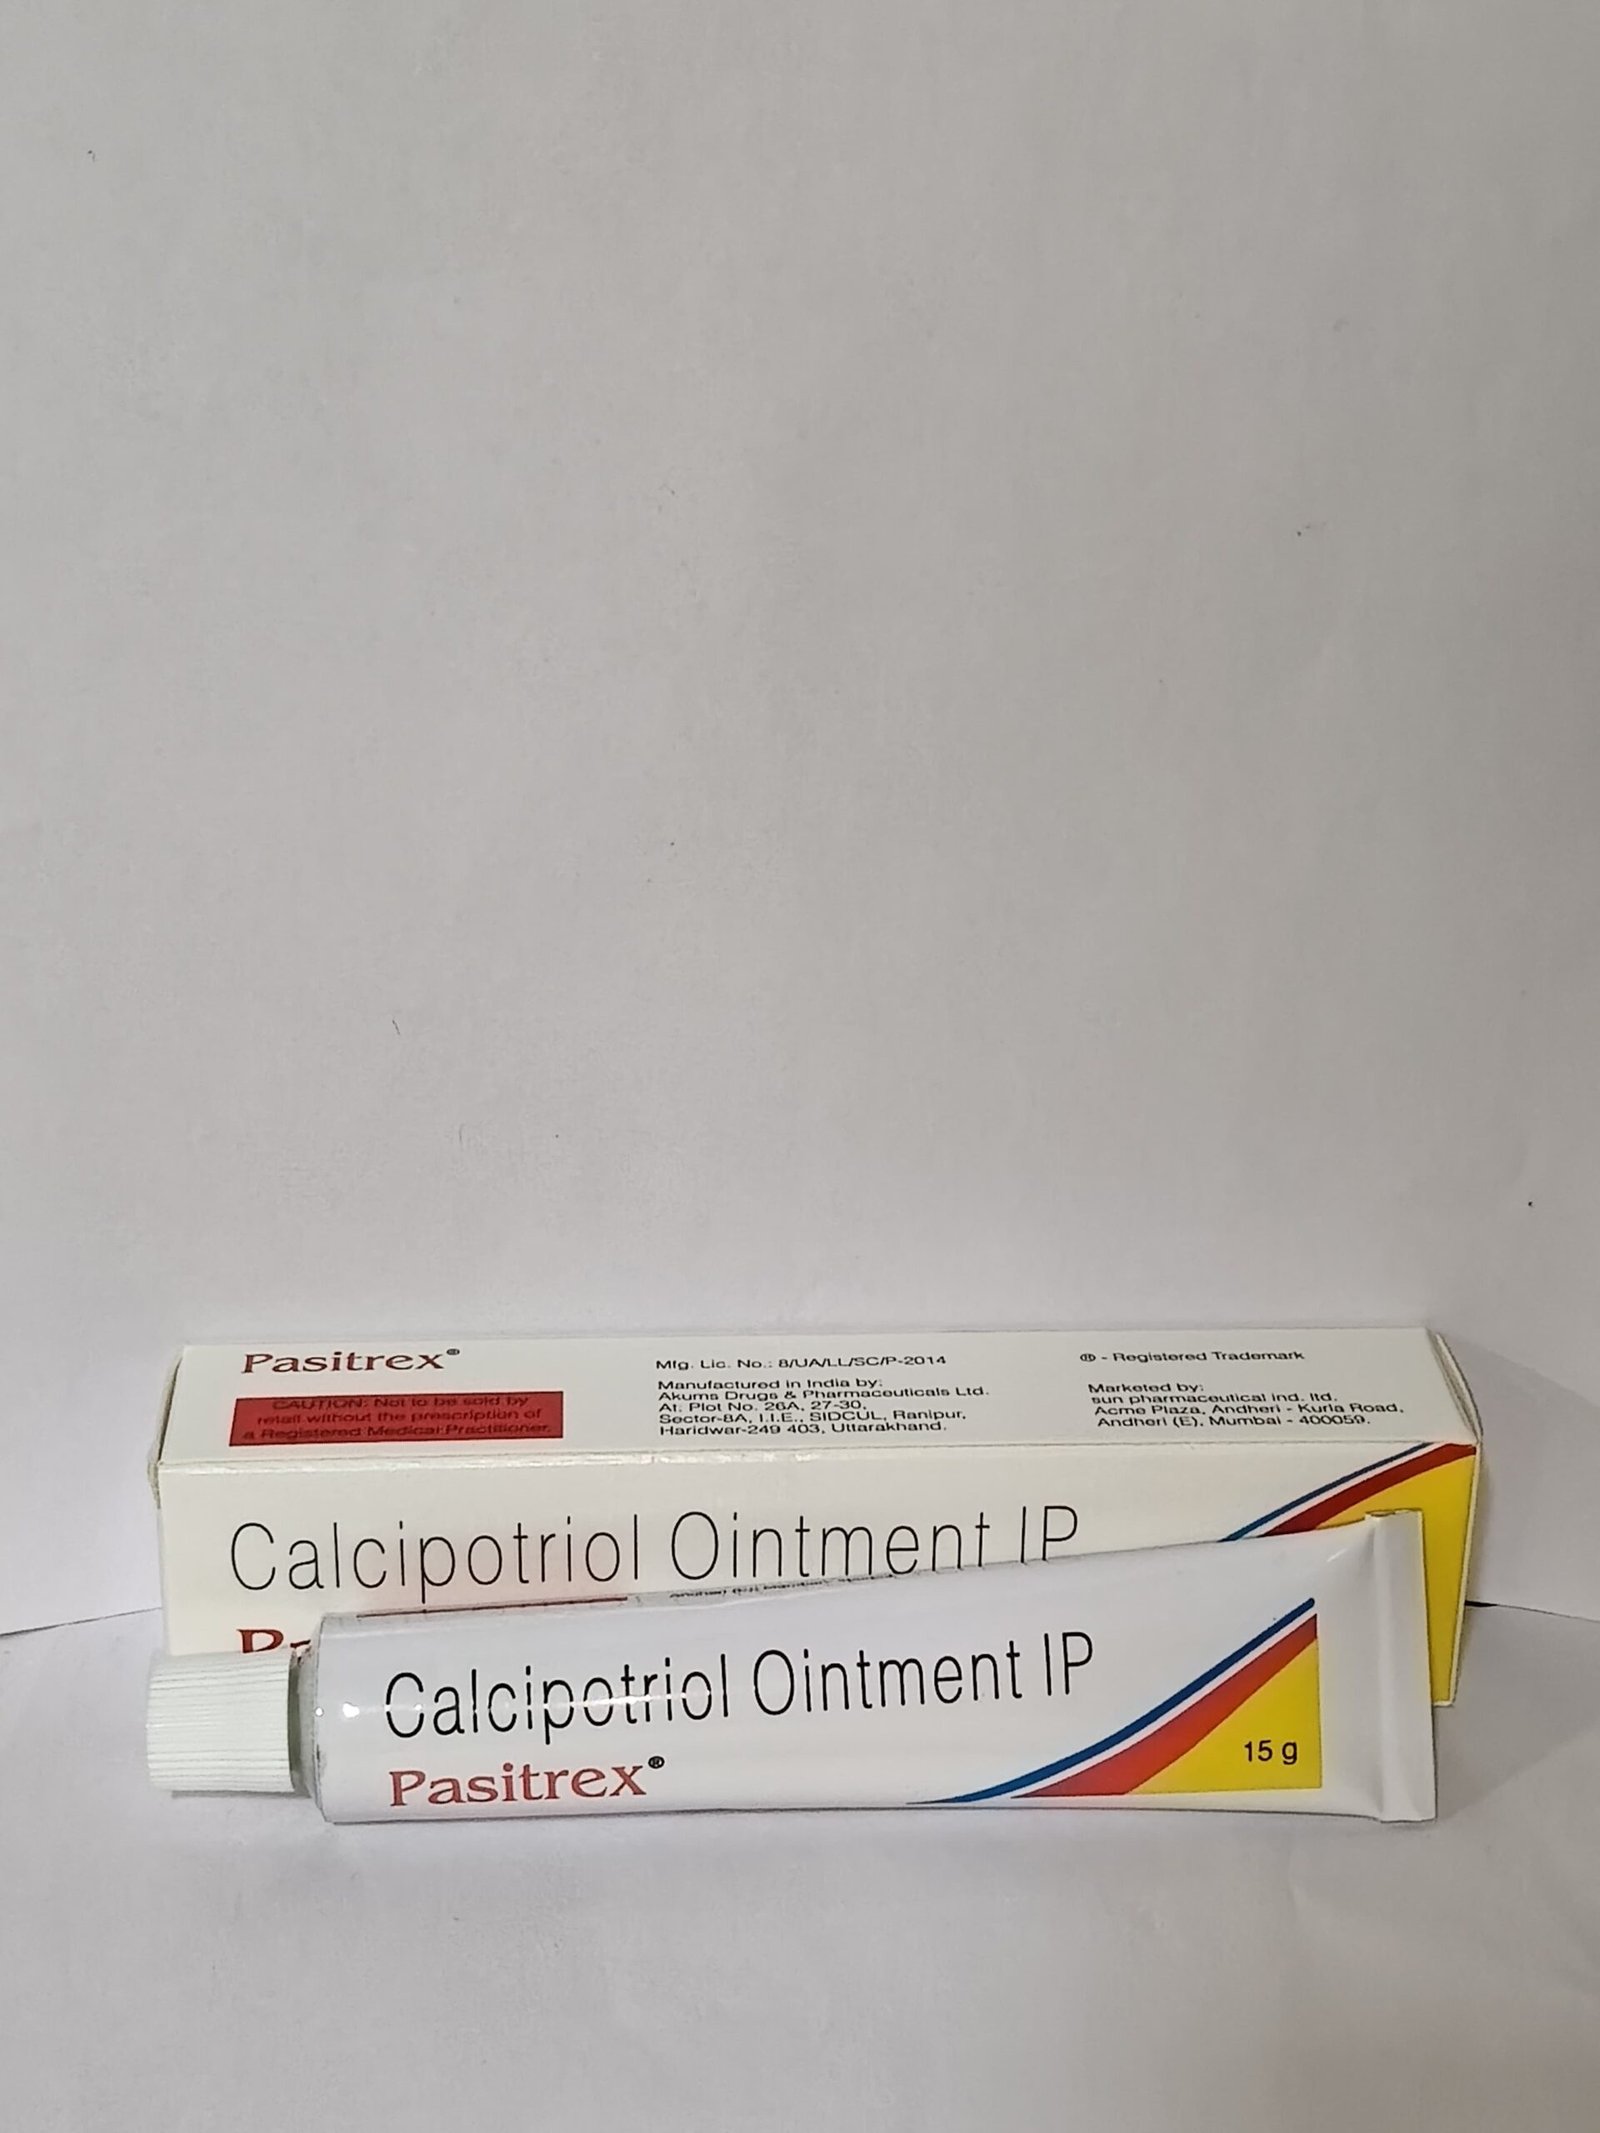 Pasitrex®
CAUTION: Not to be sold by
retail without the prescription of
a Registered Medical Practitioner.
Mfg. Lic. No.: 8/UA/LL/SC/P-2014
Manufactured in India by:
Akums Drugs & Pharmaceuticals Ltd.
At: Plot No. 26A, 27-30,
Sector-8A, I.I.E., SIDCUL, Ranipur,
Haridwar-249 403, Uttarakhand.
® - Registered Trademark
Marketed by:
sun pharmaceutical ind. ltd.
Acme Plaza, Andheri - Kurla Road,
Andheri (E), Mumbai - 400059.
Calcipotriol Ointment IP
Calcipotriol Ointment IP
Pasitrex®
15 g